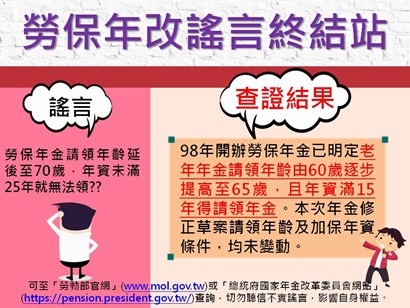 勞保年改謠言終結站
謠言
勞保年金請領年齡延
後至70歲，年資未滿
25年就無法領??
查證結果
98年開辦勞保年金已明定老
年年金請領年齡由60歲逐步
提高至65歲，且年資滿15
年得請領年金。本次年金修
正草案請領年齡及加保年資
條件，均未變動。
可至「勞動部官網」(www.mol.gov.tw)或「總統府國家年金改革委員會網站」
(https://pension.president.gov.tw/)查詢，切勿聽信不實謠言，影響自身權益。